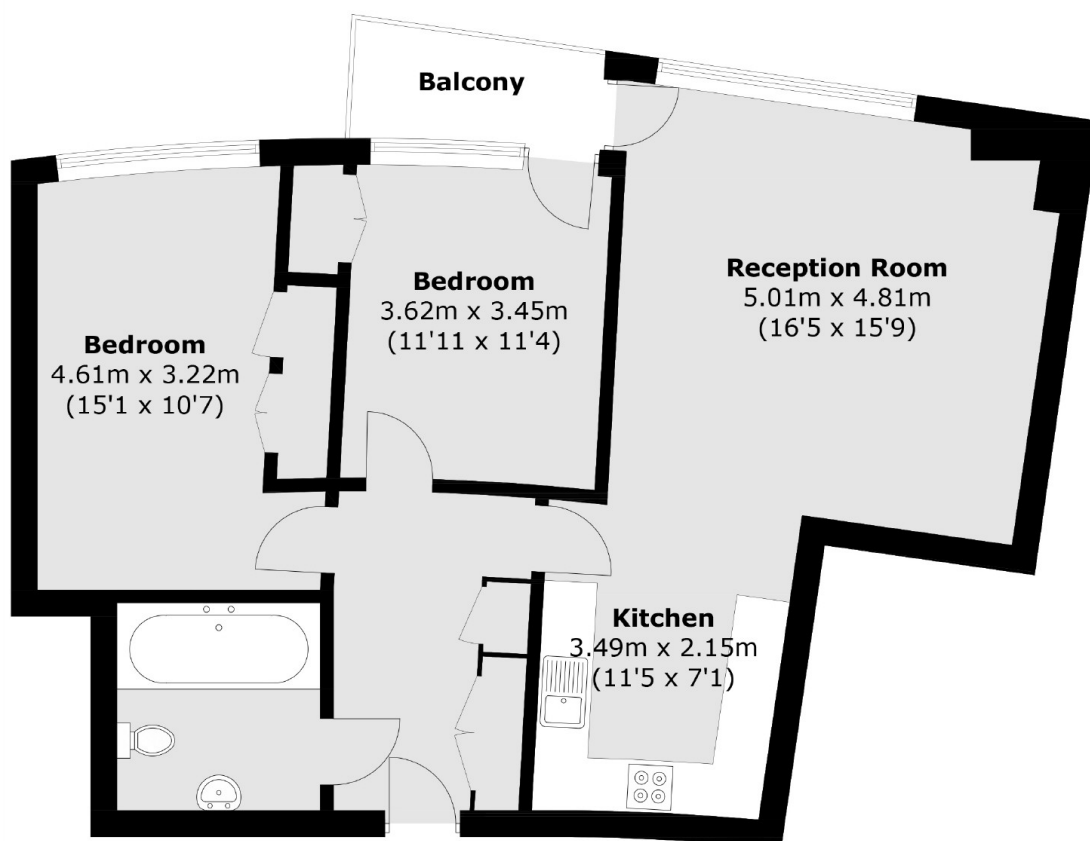 Balcony
Reception Room
5.01m x 4.81m
(16'5 x 15'9)
Bedroom
3.62m x 3.45m
(11'11 x 11'4)
Bedroom
4.61m x 3.22m
(15'1 x 10'7)
Kitchen
3.49m x 2.15m
(11'5 x 7'1)